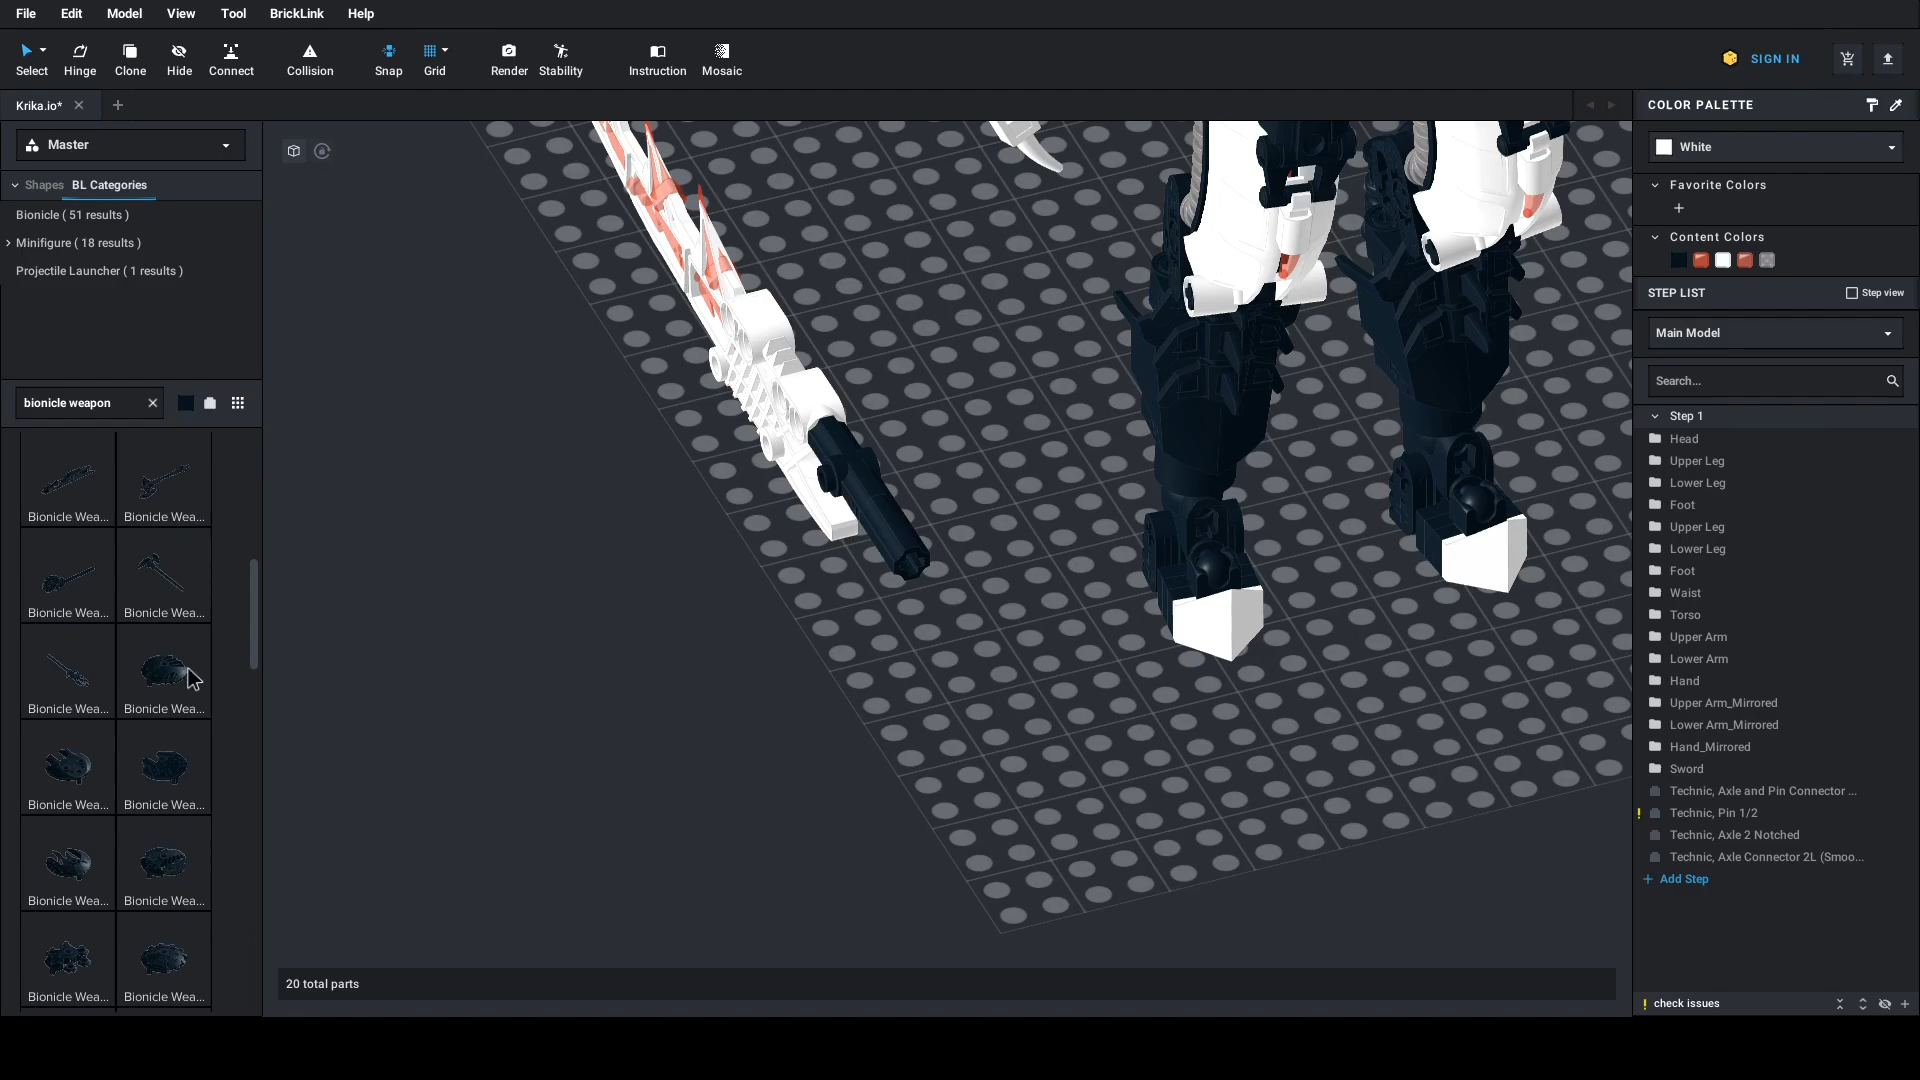 File Edit Model View Tool BrickLink Help
Select Hinge Clone Hide Connect Collision Snap Grid Render Stability Instruction Mosaic SIGN IN
Krika.io*
Master
Shapes BL Categories
Bionicle ( 51 results )
Minifigure ( 18 results )
Projectile Launcher ( 1 results )
bionicle weapon
Bionicle Wea... Bionicle Wea...
Bionicle Wea... Bionicle Wea...
Bionicle Wea... Bionicle Wea...
Bionicle Wea... Bionicle Wea...
Bionicle Wea... Bionicle Wea...
Bionicle Wea... Bionicle Wea...
20 total parts
COLOR PALETTE
White
Favorite Colors
Content Colors
STEP LIST Step view
Main Model
Search...
Step 1
Head
Upper Leg
Lower Leg
Foot
Upper Leg
Lower Leg
Foot
Waist
Torso
Upper Arm
Lower Arm
Hand
Upper Arm_Mirrored
Lower Arm_Mirrored
Hand_Mirrored
Sword
Technic, Axle and Pin Connector ...
! Technic, Pin 1/2
Technic, Axle 2 Notched
Technic, Axle Connector 2L (Smoo...
+ Add Step
! check issues